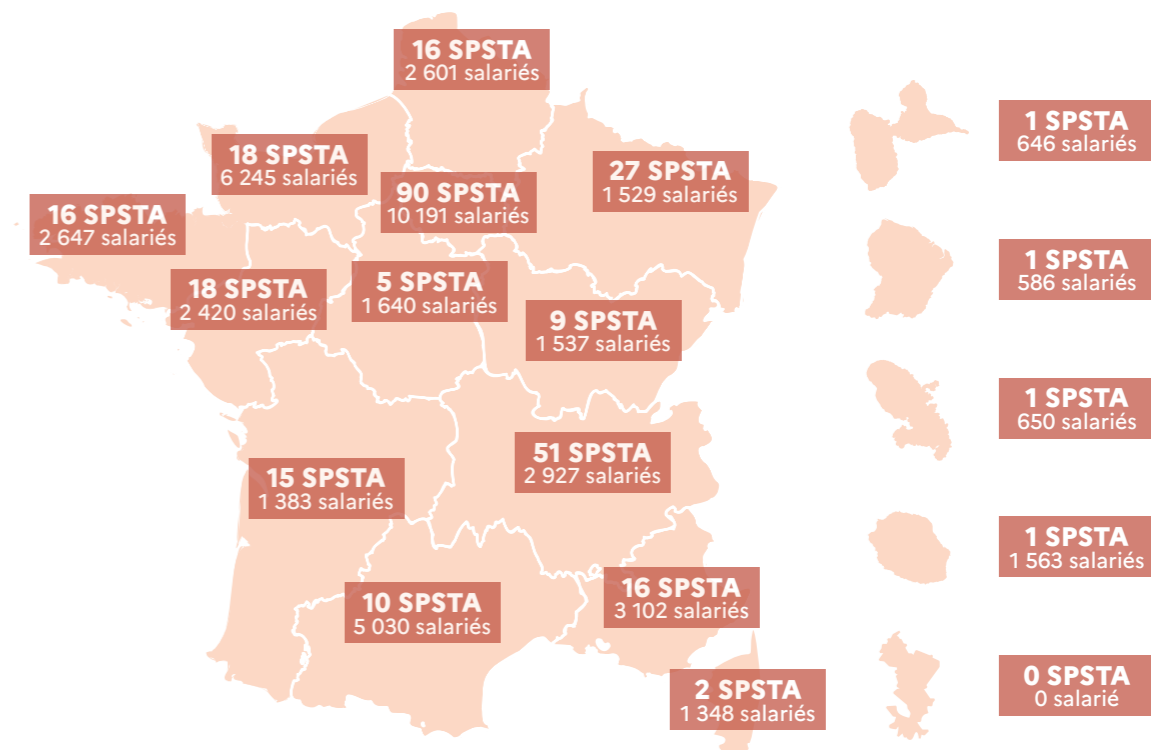 16 SPSTA
2 601 salariés
18 SPSTA
6 245 salariés
90 SPSTA
10 191 salariés
27 SPSTA
1 529 salariés
16 SPSTA
2 647 salariés
18 SPSTA
2 420 salariés
5 SPSTA
1 640 salariés
9 SPSTA
1 537 salariés
51 SPSTA
2 927 salariés
15 SPSTA
1 383 salariés
10 SPSTA
5 030 salariés
16 SPSTA
3 102 salariés
2 SPSTA
1 348 salariés
1 SPSTA
646 salariés
1 SPSTA
586 salariés
1 SPSTA
650 salariés
1 SPSTA
1 563 salariés
0 SPSTA
0 salarié